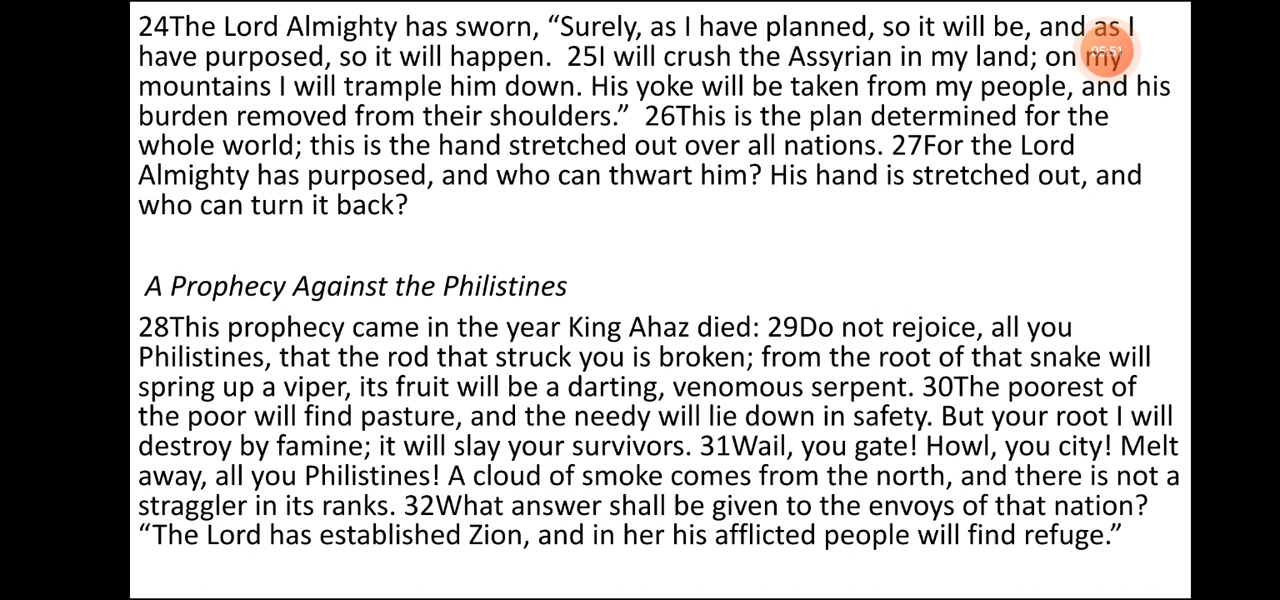 24The Lord Almighty has sworn, “Surely, as I have planned, so it will be, and as I
have purposed, so it will happen.  25I will crush the Assyrian in my land; on my
mountains I will trample him down. His yoke will be taken from my people, and his
burden removed from their shoulders.”  26This is the plan determined for the
whole world; this is the hand stretched out over all nations. 27For the Lord
Almighty has purposed, and who can thwart him? His hand is stretched out, and
who can turn it back?
A Prophecy Against the Philistines
28This prophecy came in the year King Ahaz died: 29Do not rejoice, all you
Philistines, that the rod that struck you is broken; from the root of that snake will
spring up a viper, its fruit will be a darting, venomous serpent. 30The poorest of
the poor will find pasture, and the needy will lie down in safety. But your root I will
destroy by famine; it will slay your survivors. 31Wail, you gate! Howl, you city! Melt
away, all you Philistines! A cloud of smoke comes from the north, and there is not a
straggler in its ranks. 32What answer shall be given to the envoys of that nation?
“The Lord has established Zion, and in her his afflicted people will find refuge.”
05:51